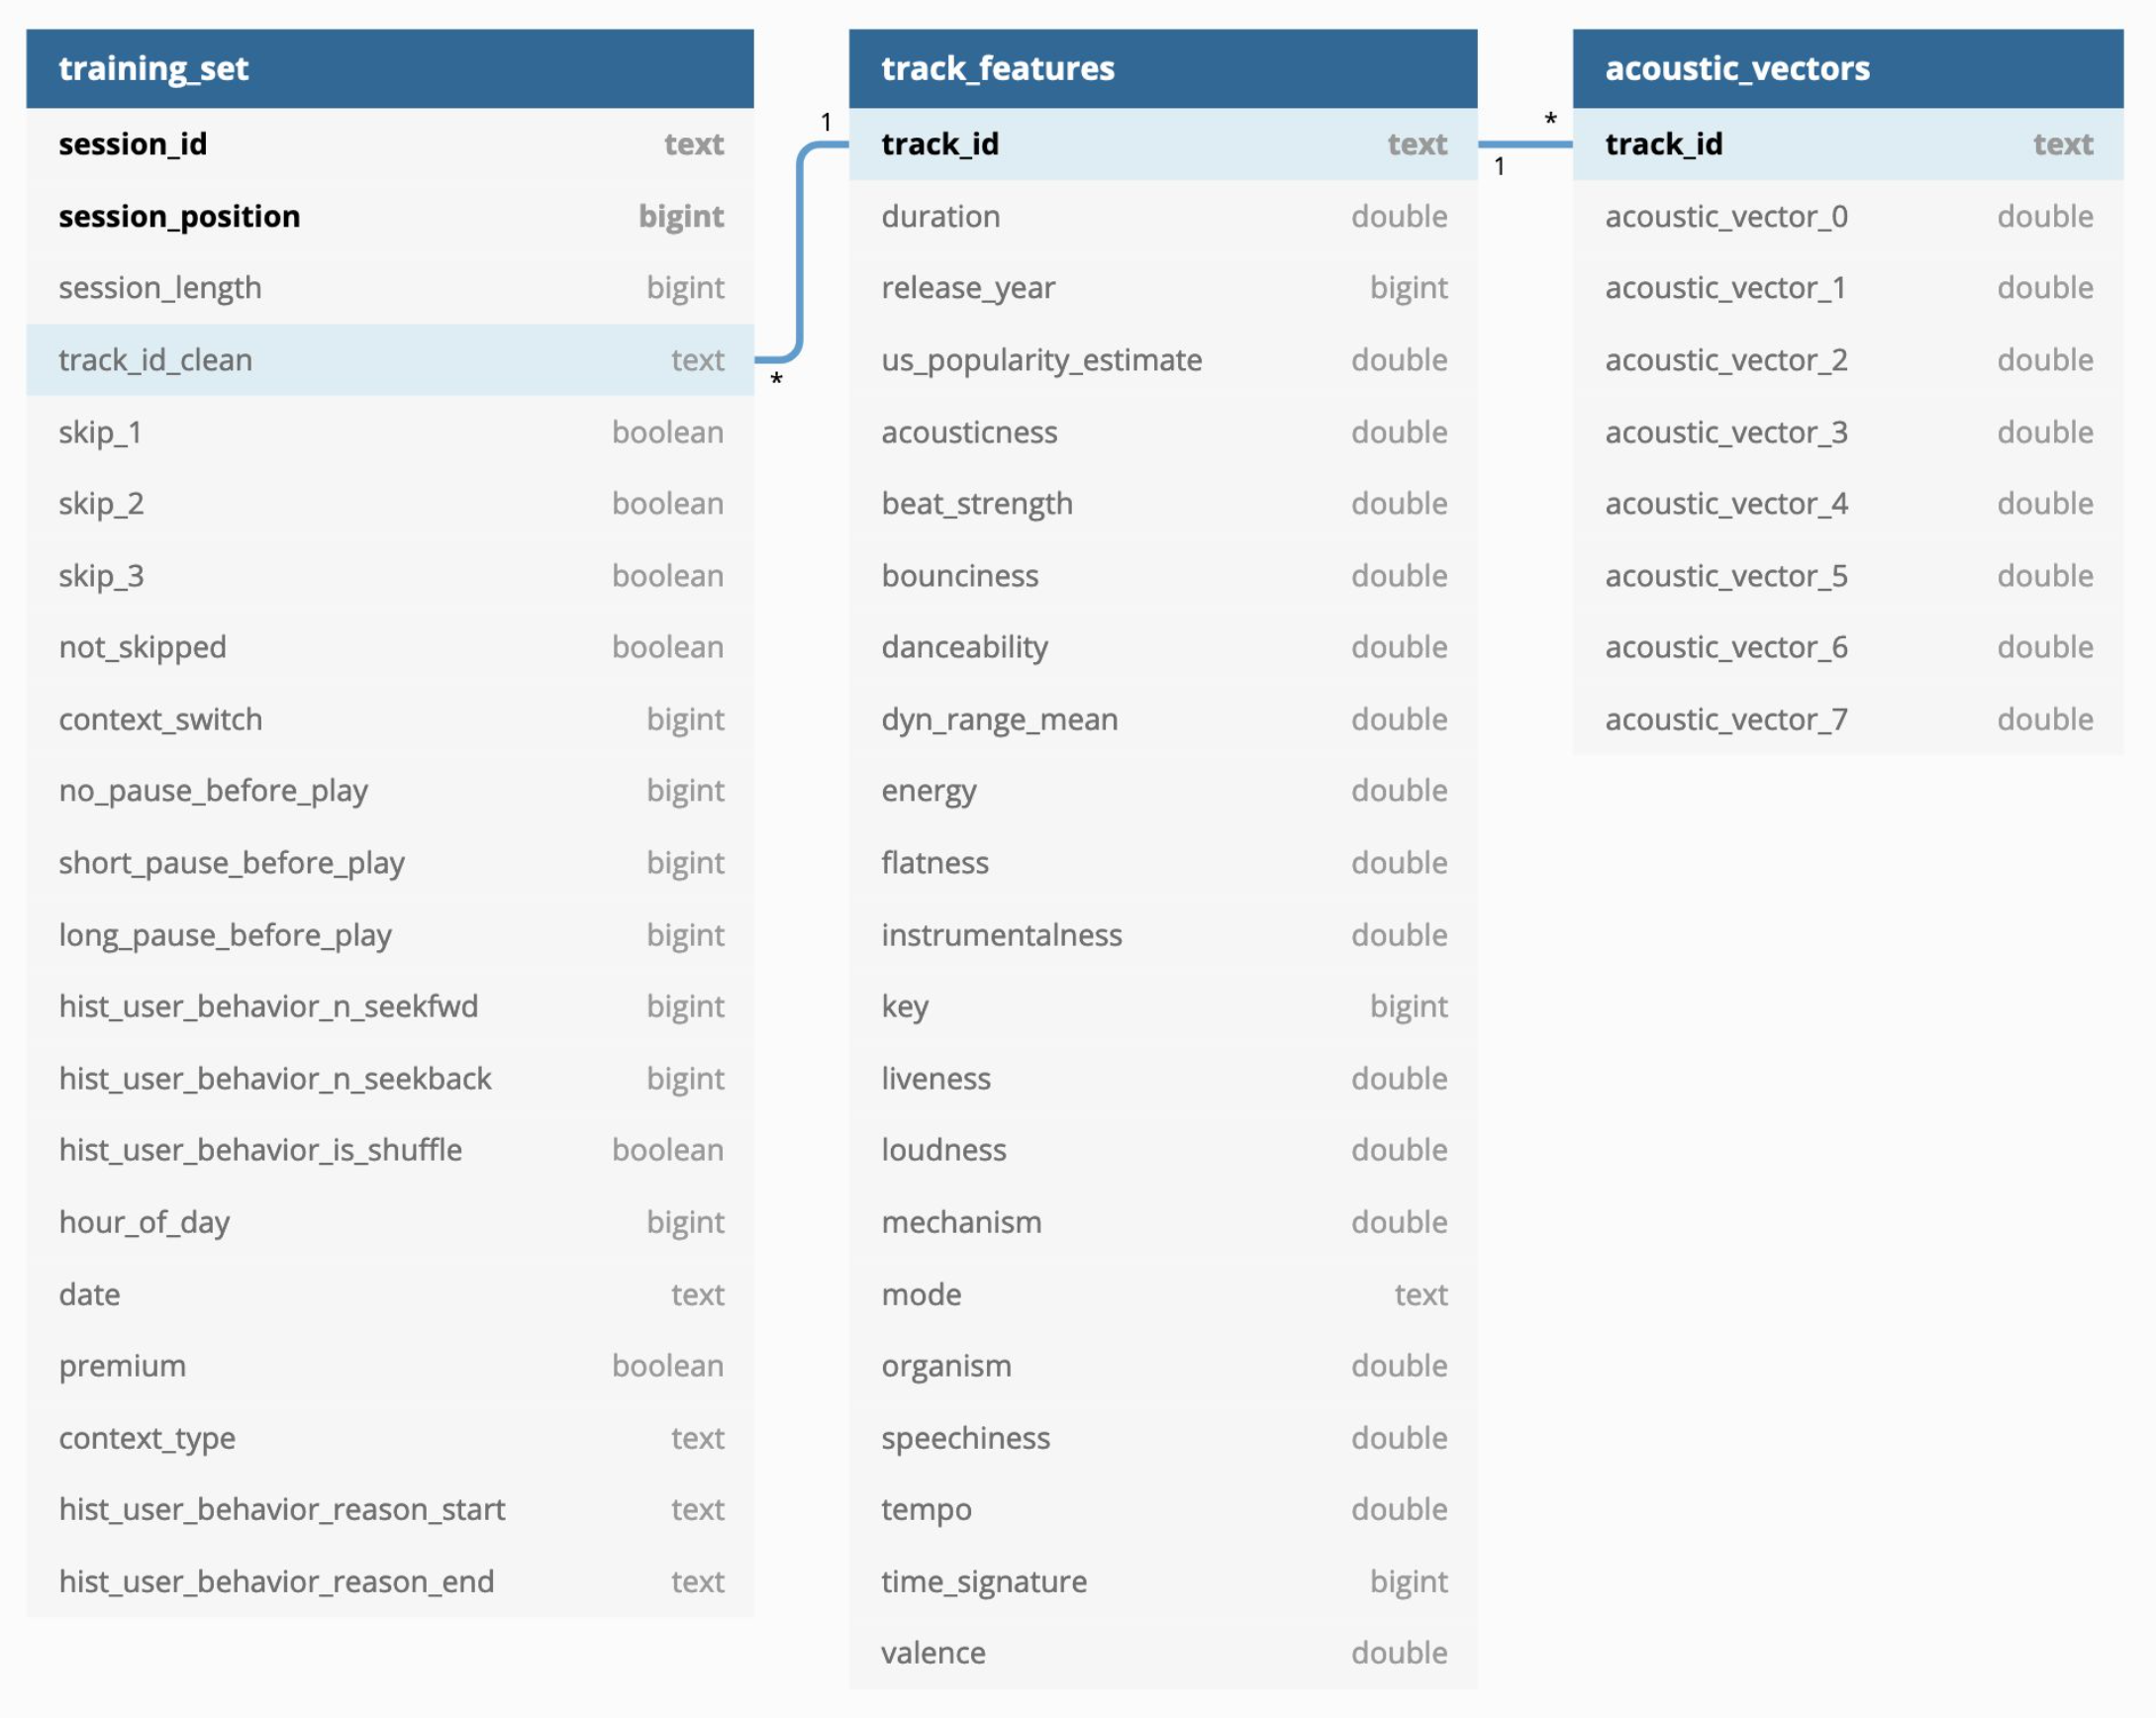 training_set
session_id text
session_position bigint
session_length bigint
track_id_clean text
skip_1 boolean
skip_2 boolean
skip_3 boolean
not_skipped boolean
context_switch bigint
no_pause_before_play bigint
short_pause_before_play bigint
long_pause_before_play bigint
hist_user_behavior_n_seekfwd bigint
hist_user_behavior_n_seekback bigint
hist_user_behavior_is_shuffle boolean
hour_of_day bigint
date text
premium boolean
context_type text
hist_user_behavior_reason_start text
hist_user_behavior_reason_end text
*
1
track_features
track_id text
duration double
release_year bigint
us_popularity_estimate double
acousticness double
beat_strength double
bounciness double
danceability double
dyn_range_mean double
energy double
flatness double
instrumentalness double
key bigint
liveness double
loudness double
mechanism double
mode text
organism double
speechiness double
tempo double
time_signature bigint
valence double
1
*
acoustic_vectors
track_id text
acoustic_vector_0 double
acoustic_vector_1 double
acoustic_vector_2 double
acoustic_vector_3 double
acoustic_vector_4 double
acoustic_vector_5 double
acoustic_vector_6 double
acoustic_vector_7 double